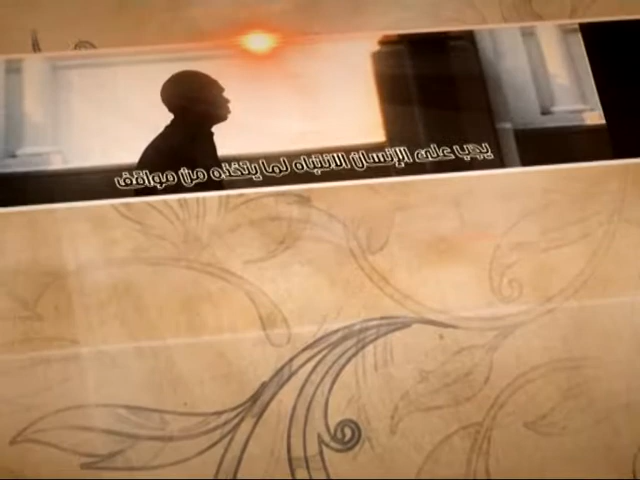 يجب على الإنسان الانتباه لما يتخذه من مواقف